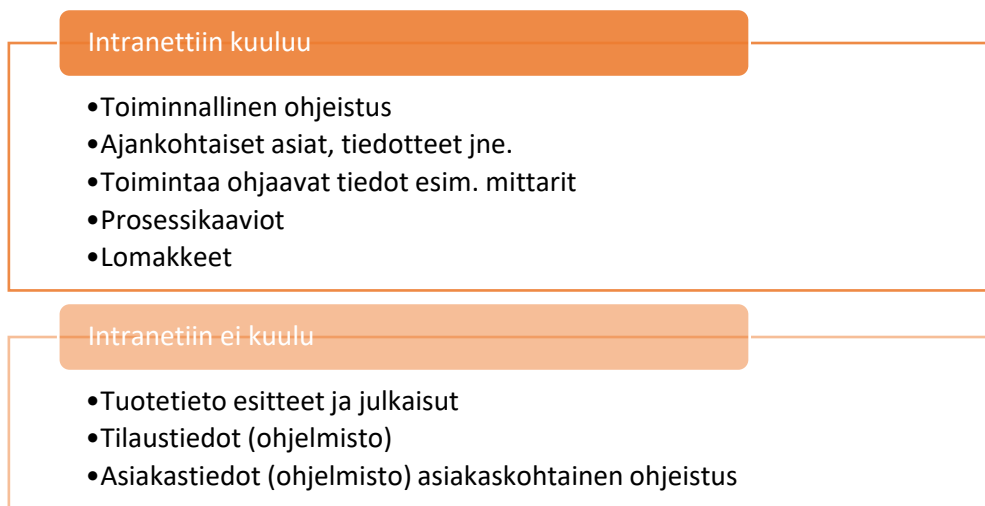 Intranettiin kuuluu
•Toiminnallinen ohjeistus
•Ajankohtaiset asiat, tiedotteet jne.
•Toimintaa ohjaavat tiedot esim. mittarit
•Prosessikaaviot
•Lomakkeet
Intranetiin ei kuulu
•Tuotetieto esitteet ja julkaisut
•Tilaustiedot (ohjelmisto)
•Asiakastiedot (ohjelmisto) asiakaskohtainen ohjeistus